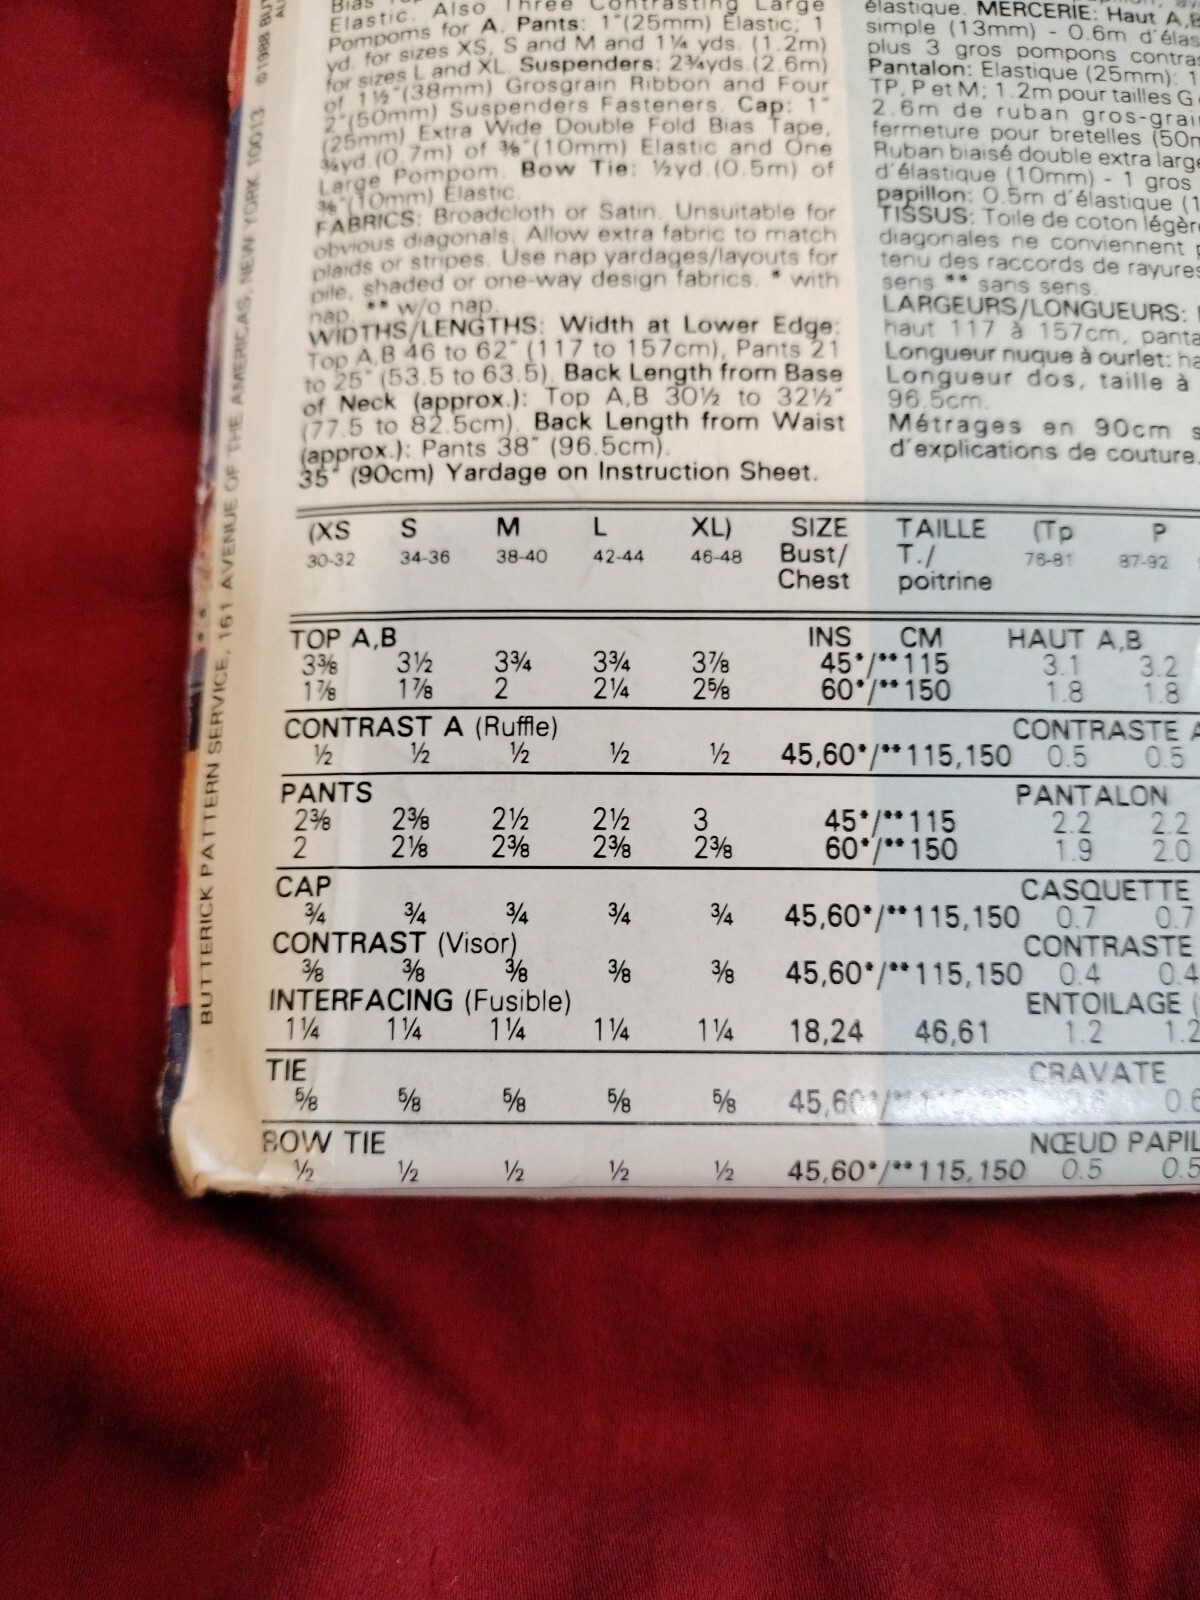 Elastic. Also Three Contrasting Large
Pompoms for A. Pants: 1"(25mm) Elastic; 1
yd. for sizes XS, S and M and 1¼ yds. (1.2m)
for sizes L and XL. Suspenders: 2¾yds.(2.6m)
of 1½"(38mm) Grosgrain Ribbon and Four
2"(50mm) Suspenders Fasteners. Cap: 1"
(25mm) Extra Wide Double Fold Bias Tape,
¾yd.(0.7m) of ⅜"(10mm) Elastic and One
Large Pompom. Bow Tie: ½yd.(0.5m) of
⅜"(10mm) Elastic.
FABRICS: Broadcloth or Satin. Unsuitable for
obvious diagonals. Allow extra fabric to match
plaids or stripes. Use nap yardages/layouts for
pile, shaded or one-way design fabrics. * with
nap. ** w/o nap.
WIDTHS/LENGTHS: Width at Lower Edge:
Top A,B 46 to 62" (117 to 157cm), Pants 21
to 25" (53.5 to 63.5). Back Length from Base
of Neck (approx.): Top A,B 30½ to 32½"
(77.5 to 82.5cm). Back Length from Waist
(approx.): Pants 38" (96.5cm).
35" (90cm) Yardage on Instruction Sheet.
élastique. MERCERIE: Haut A,B
simple (13mm) - 0.6m d'élas
plus 3 gros pompons contra
Pantalon: Elastique (25mm): 1
TP, P et M; 1.2m pour tailles G
2.6m de ruban gros-grai
fermeture pour bretelles (50m
Ruban biaisé double extra large
d'élastique (10mm) - 1 gros
papillon: 0.5m d'élastique (1
TISSUS: Toile de coton légèr
diagonales ne conviennent p
tenu des raccords de rayures
sens ** sans sens.
LARGEURS/LONGUEURS:
haut 117 à 157cm, panta
Longueur nuque à ourlet: ha
Longueur dos, taille à
96.5cm.
Métrages en 90cm s
d'explications de couture.
(XS S M L XL) SIZE TAILLE (Tp P
30-32 34-36 38-40 42-44 46-48 Bust/ T./ 76-81 87-92
Chest poitrine
TOP A,B INS CM HAUT A,B
3⅜ 3½ 3¾ 3¾ 3⅞ 45*/**115 3.1 3.2
1⅞ 1⅞ 2 2¼ 2⅝ 60*/**150 1.8 1.8
CONTRAST A (Ruffle) CONTRASTE A
½ ½ ½ ½ ½ 45,60*/**115,150 0.5 0.5
PANTS PANTALON
2⅜ 2⅜ 2½ 2½ 3 45*/**115 2.2 2.2
2 2⅛ 2⅜ 2⅜ 2⅜ 60*/**150 1.9 2.0
CAP CASQUETTE
¾ ¾ ¾ ¾ ¾ 45,60*/**115,150 0.7 0.7
CONTRAST (Visor) CONTRASTE
⅜ ⅜ ⅜ ⅜ ⅜ 45,60*/**115,150 0.4 0.4
INTERFACING (Fusible) ENTOILAGE (
1¼ 1¼ 1¼ 1¼ 1¼ 18,24 46,61 1.2 1.2
TIE CRAVATE
⅝ ⅝ ⅝ ⅝ ⅝ 45,60*/ 0.6 0.6
BOW TIE NŒUD PAPIL
½ ½ ½ ½ ½ 45,60*/**115,150 0.5 0.5
BUTTERICK PATTERN SERVICE, 161 AVENUE OF THE AMERICAS, NEW YORK 10013 ©1988